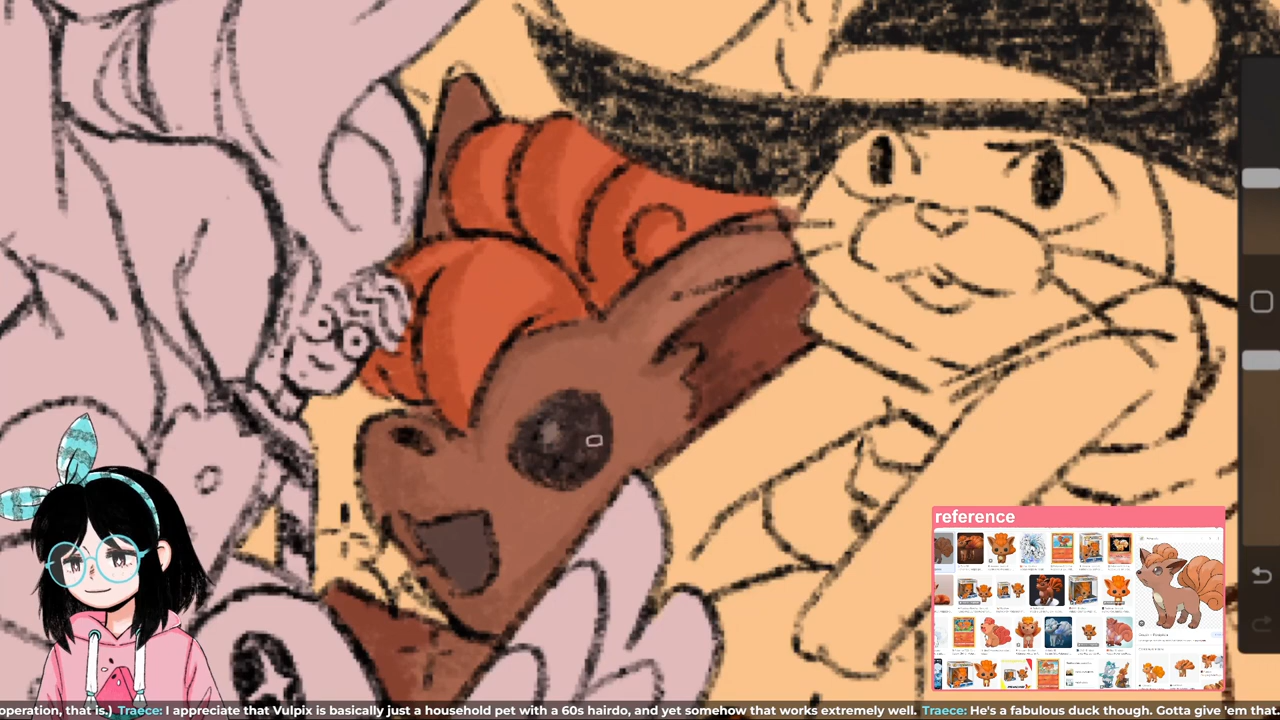 reference
operation, that is.) Traece: I appreciate that Vulpix is basically just a household pet with a 60s hairdo, and yet somehow that works extremely well. Traece: He's a fabulous duck though. Gotta give 'em that.